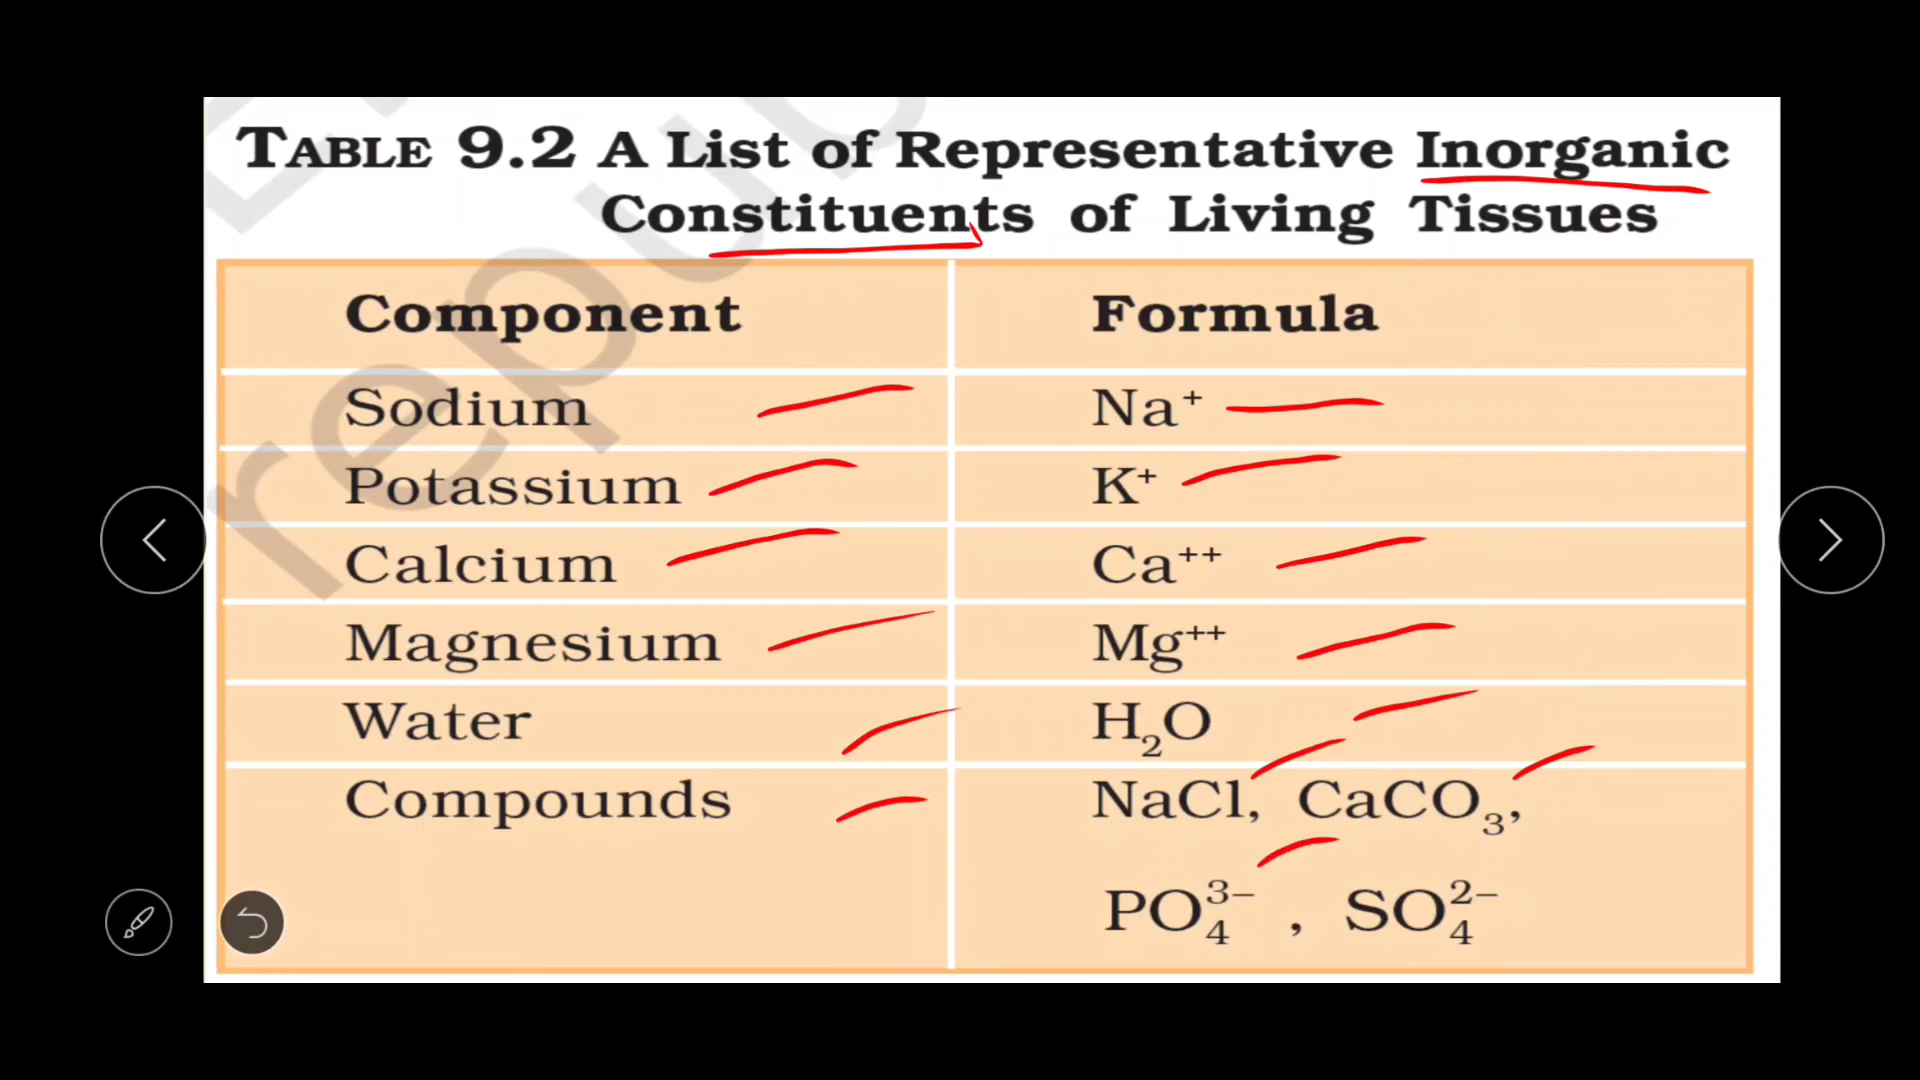 TABLE 9.2 A List of Representative Inorganic
Constituents of Living Tissues
Component Formula
Sodium Na⁺
Potassium K⁺
Calcium Ca⁺⁺
Magnesium Mg⁺⁺
Water H₂O
Compounds NaCl, CaCO₃,
PO₄³⁻ , SO₄²⁻
repub